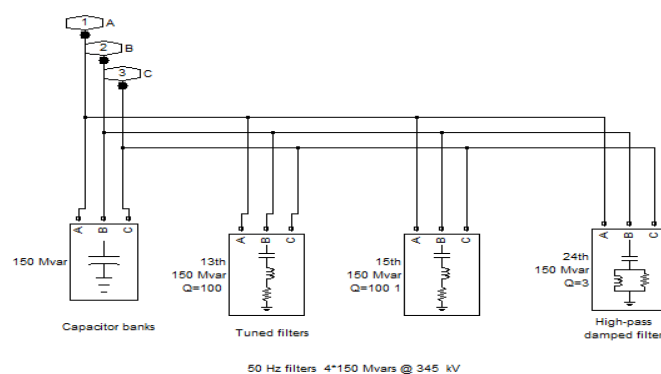 1 A
2 B
3 C
A B C
150 Mvar
Capacitor banks
A B C
13th
150 Mvar
Q=100
Tuned filters
A B C
15th
150 Mvar
Q=100 1
A B C
24th
150 Mvar
Q=3
High-pass
damped filter
50 Hz filters 4*150 Mvars @ 345 kV